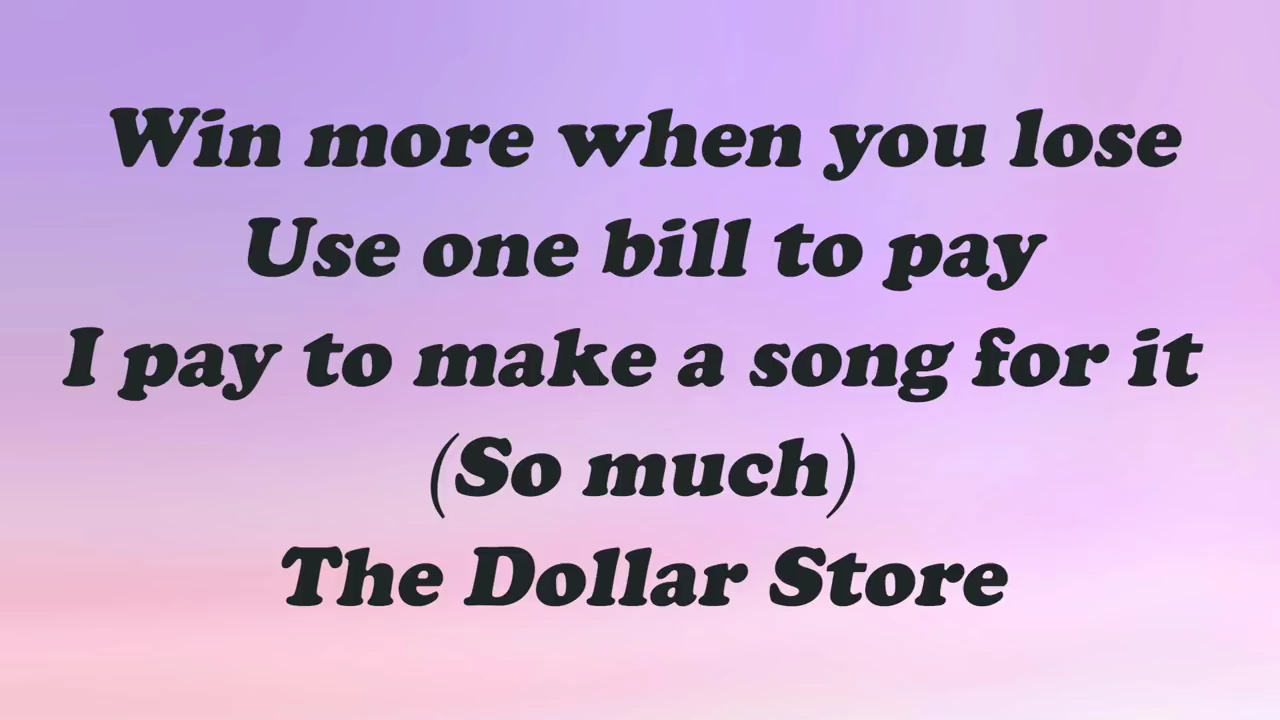 Win more when you lose
Use one bill to pay
I pay to make a song for it
(So much)
The Dollar Store